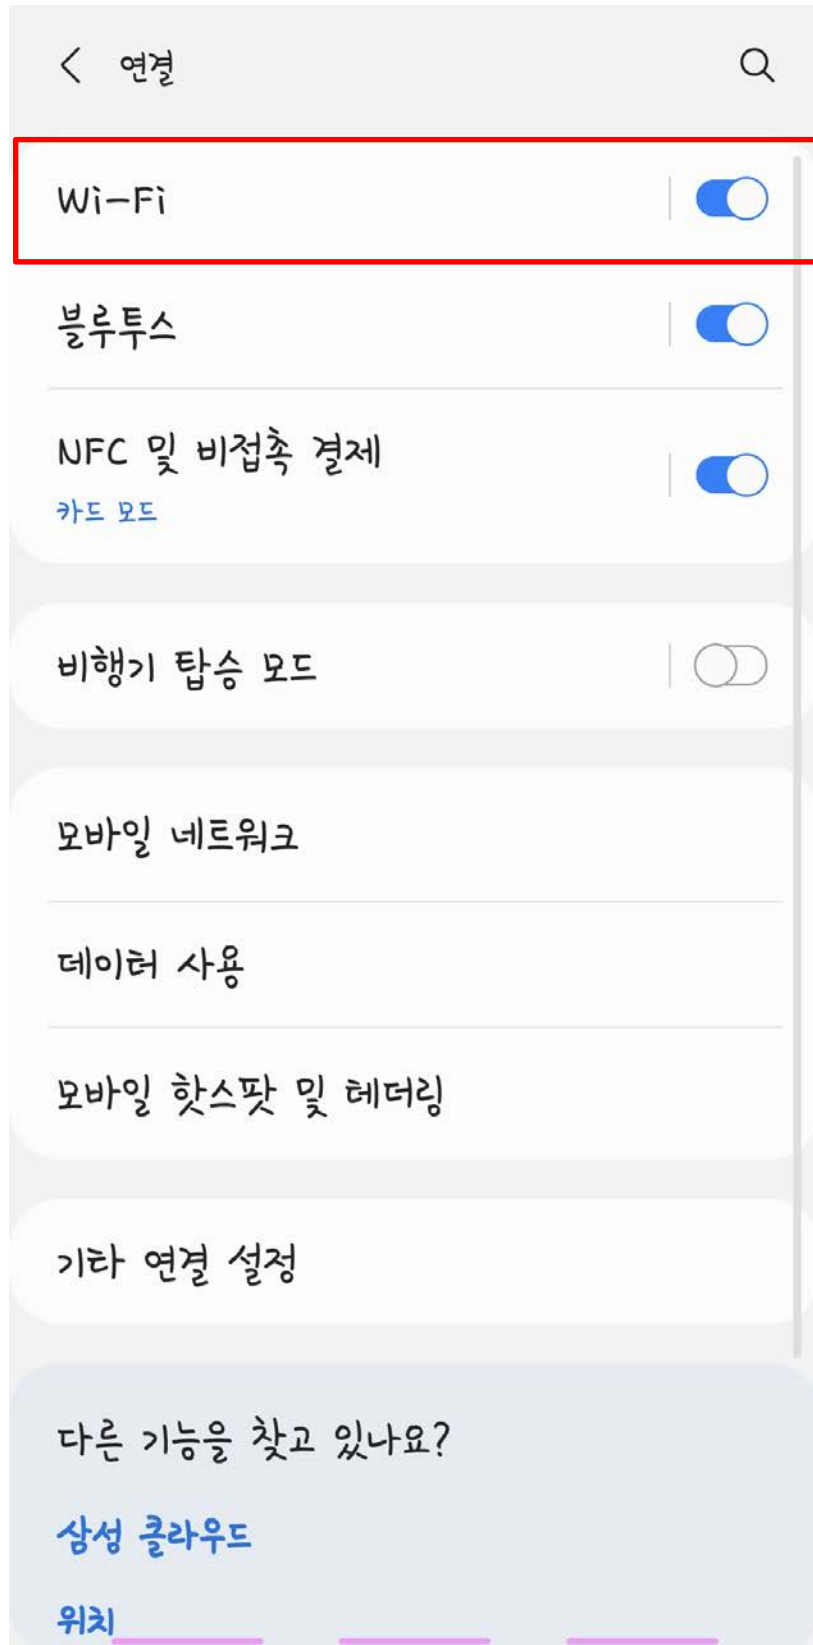 연결
Wi-Fi
블루투스
NFC 및 비접촉 결제
카드 모드
비행기 탑승 모드
모바일 네트워크
데이터 사용
모바일 핫스팟 및 테더링
기타 연결 설정
다른 기능을 찾고 있나요?
삼성 클라우드
위치